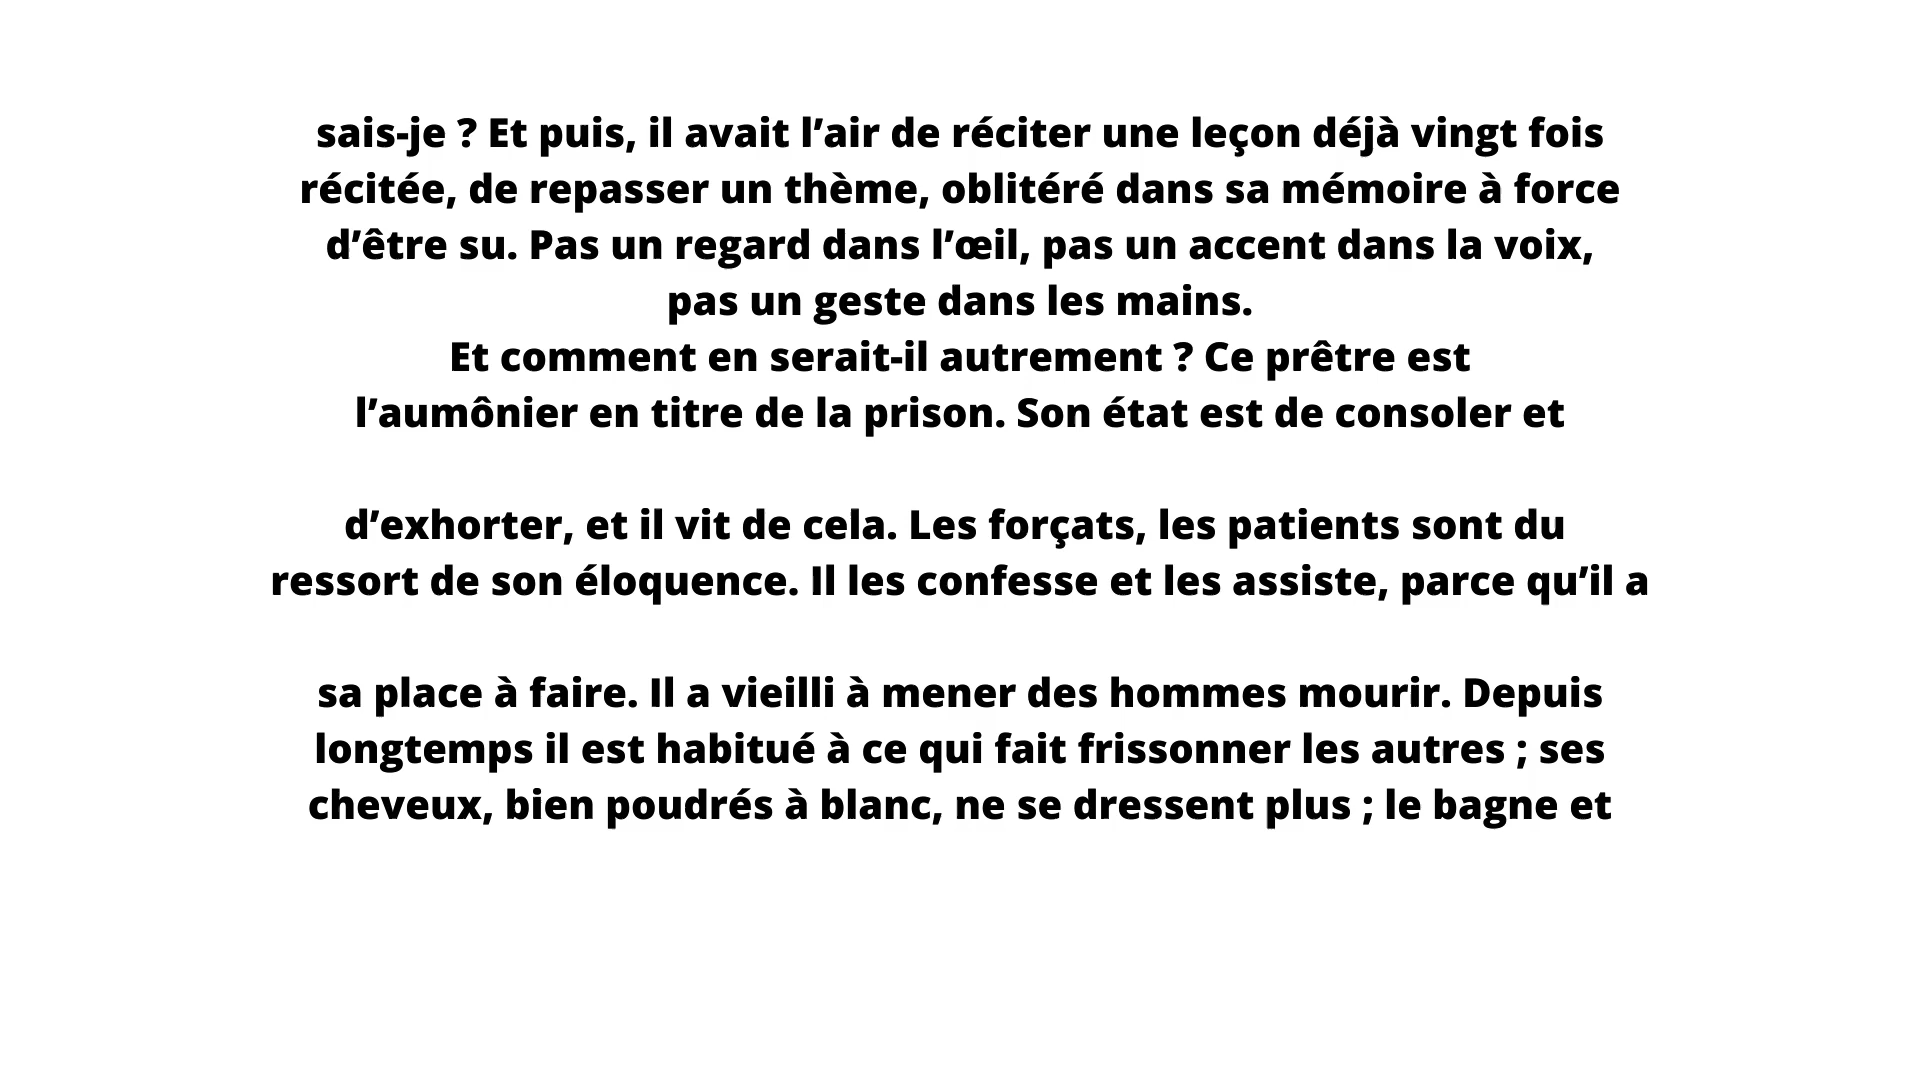 sais-je ? Et puis, il avait l’air de réciter une leçon déjà vingt fois
récitée, de repasser un thème, oblitéré dans sa mémoire à force
d’être su. Pas un regard dans l’œil, pas un accent dans la voix,
pas un geste dans les mains.
Et comment en serait-il autrement ? Ce prêtre est
l’aumônier en titre de la prison. Son état est de consoler et
d’exhorter, et il vit de cela. Les forçats, les patients sont du
ressort de son éloquence. Il les confesse et les assiste, parce qu’il a
sa place à faire. Il a vieilli à mener des hommes mourir. Depuis
longtemps il est habitué à ce qui fait frissonner les autres ; ses
cheveux, bien poudrés à blanc, ne se dressent plus ; le bagne et